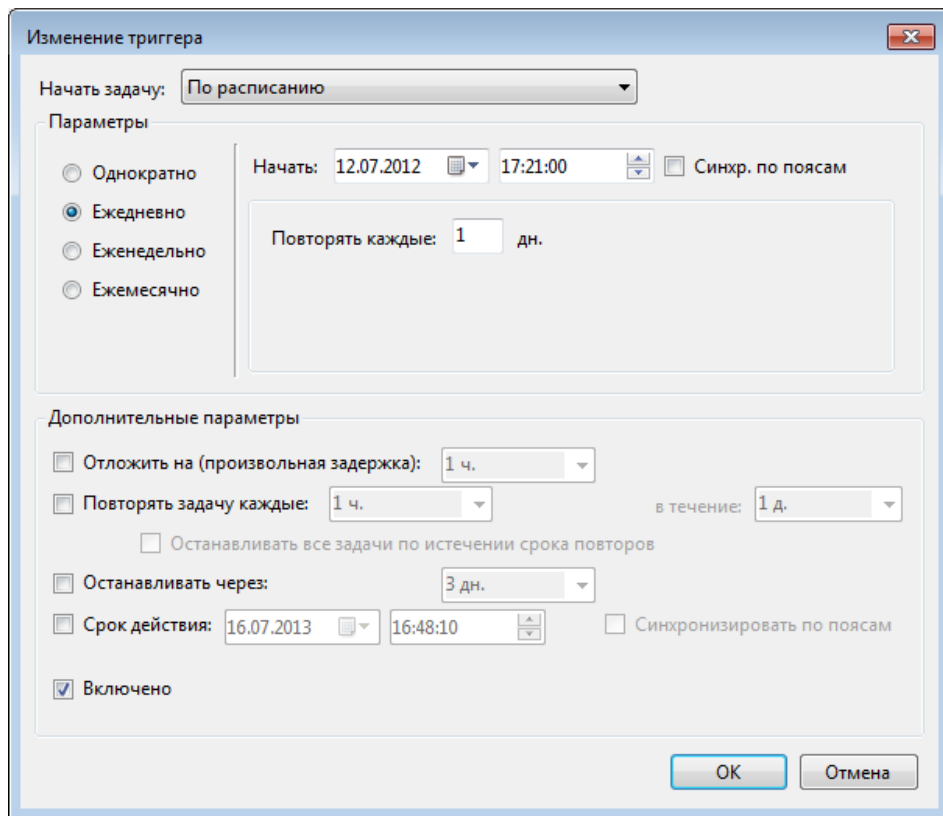 Изменение триггера
Начать задачу: По расписанию
Параметры
Однократно
Ежедневно
Еженедельно
Ежемесячно
Начать: 12.07.2012 17:21:00 Синхр. по поясам
Повторять каждые: 1 дн.
Дополнительные параметры
Отложить на (произвольная задержка): 1 ч.
Повторять задачу каждые: 1 ч. в течение: 1 д.
Останавливать все задачи по истечении срока повторов
Останавливать через: 3 дн.
Срок действия: 16.07.2013 16:48:10 Синхронизировать по поясам
Включено
ОК Отмена